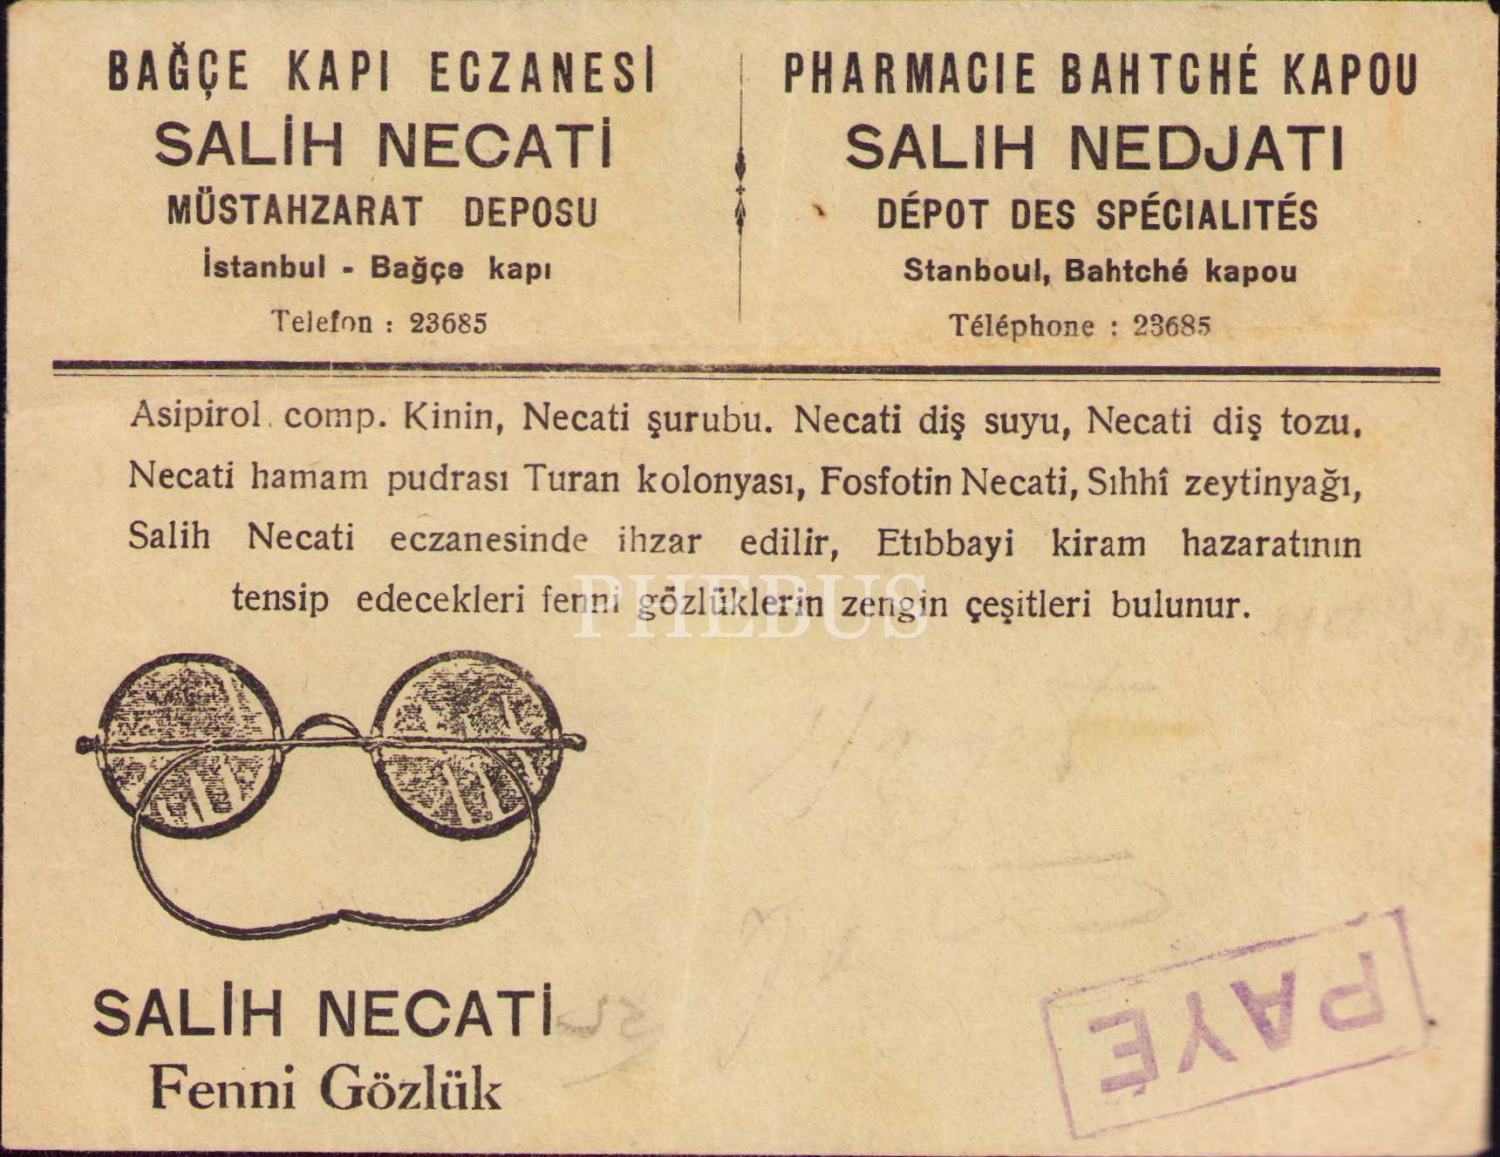 BAĞÇE KAPI ECZANESİ
SALİH NECATİ
MÜSTAHZARAT DEPOSU
İstanbul - Bağçe kapı
Telefon : 23685
PHARMACIE BAHTCHÉ KAPOU
SALIH NEDJATI
DÉPOT DES SPÉCIALITÉS
Stanboul, Bahtché kapou
Téléphone : 23685
Asipirol. comp. Kinin, Necati şurubu. Necati diş suyu, Necati diş tozu,
Necati hamam pudrası Turan kolonyası, Fosfotin Necati, Sıhhî zeytinyağı,
Salih Necati eczanesinde ihzar edilir, Etıbbayi kiram hazaratının
tensip edecekleri fenni gözlüklerin zengin çeşitleri bulunur.
PHEBUS
SALİH NECATİ
Fenni Gözlük
PAYÉ